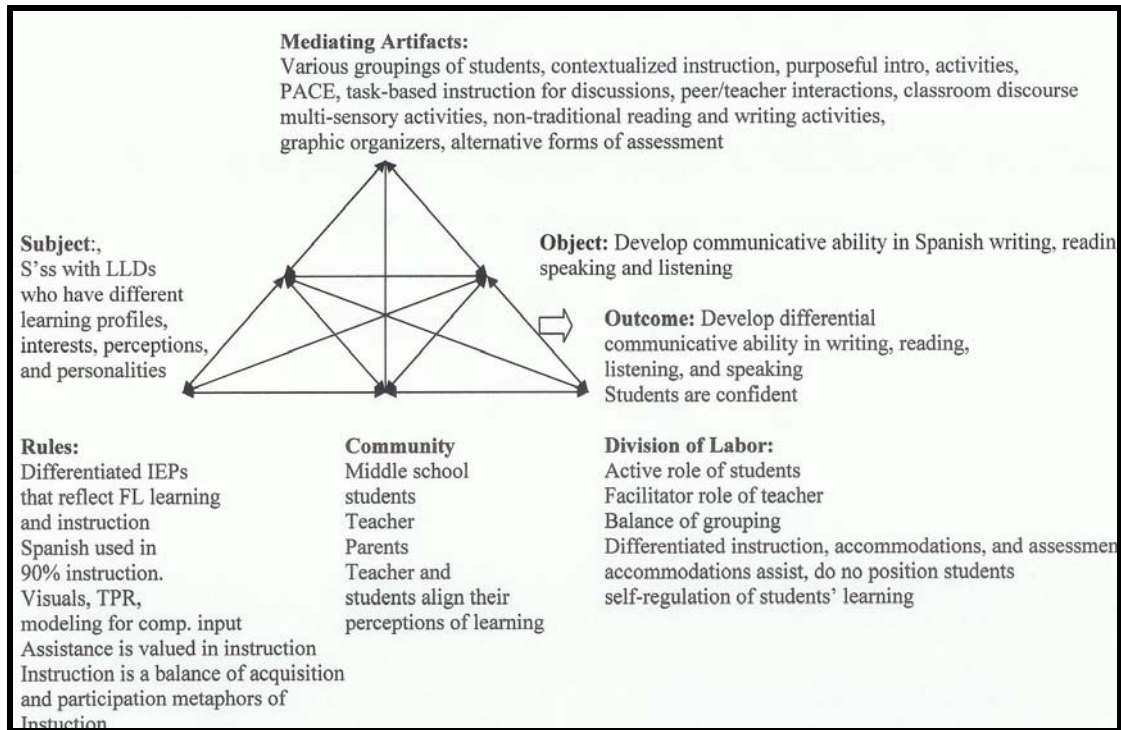 Mediating Artifacts:
Various groupings of students, contextualized instruction, purposeful intro, activities,
PACE, task-based instruction for discussions, peer/teacher interactions, classroom discourse
multi-sensory activities, non-traditional reading and writing activities,
graphic organizers, alternative forms of assessment
Subject:,
S'ss with LLDs
who have different
learning profiles,
interests, perceptions,
and personalities
Object: Develop communicative ability in Spanish writing, readin
speaking and listening
Outcome: Develop differential
communicative ability in writing, reading,
listening, and speaking
Students are confident
Rules:
Differentiated IEPs
that reflect FL learning
and instruction
Spanish used in
90% instruction.
Visuals, TPR,
modeling for comp. input
Assistance is valued in instruction
Instruction is a balance of acquisition
and participation metaphors of
Instuction
Community
Middle school
students
Teacher
Parents
Teacher and
students align their
perceptions of learning
Division of Labor:
Active role of students
Facilitator role of teacher
Balance of grouping
Differentiated instruction, accommodations, and assessmen
accommodations assist, do no position students
self-regulation of students' learning